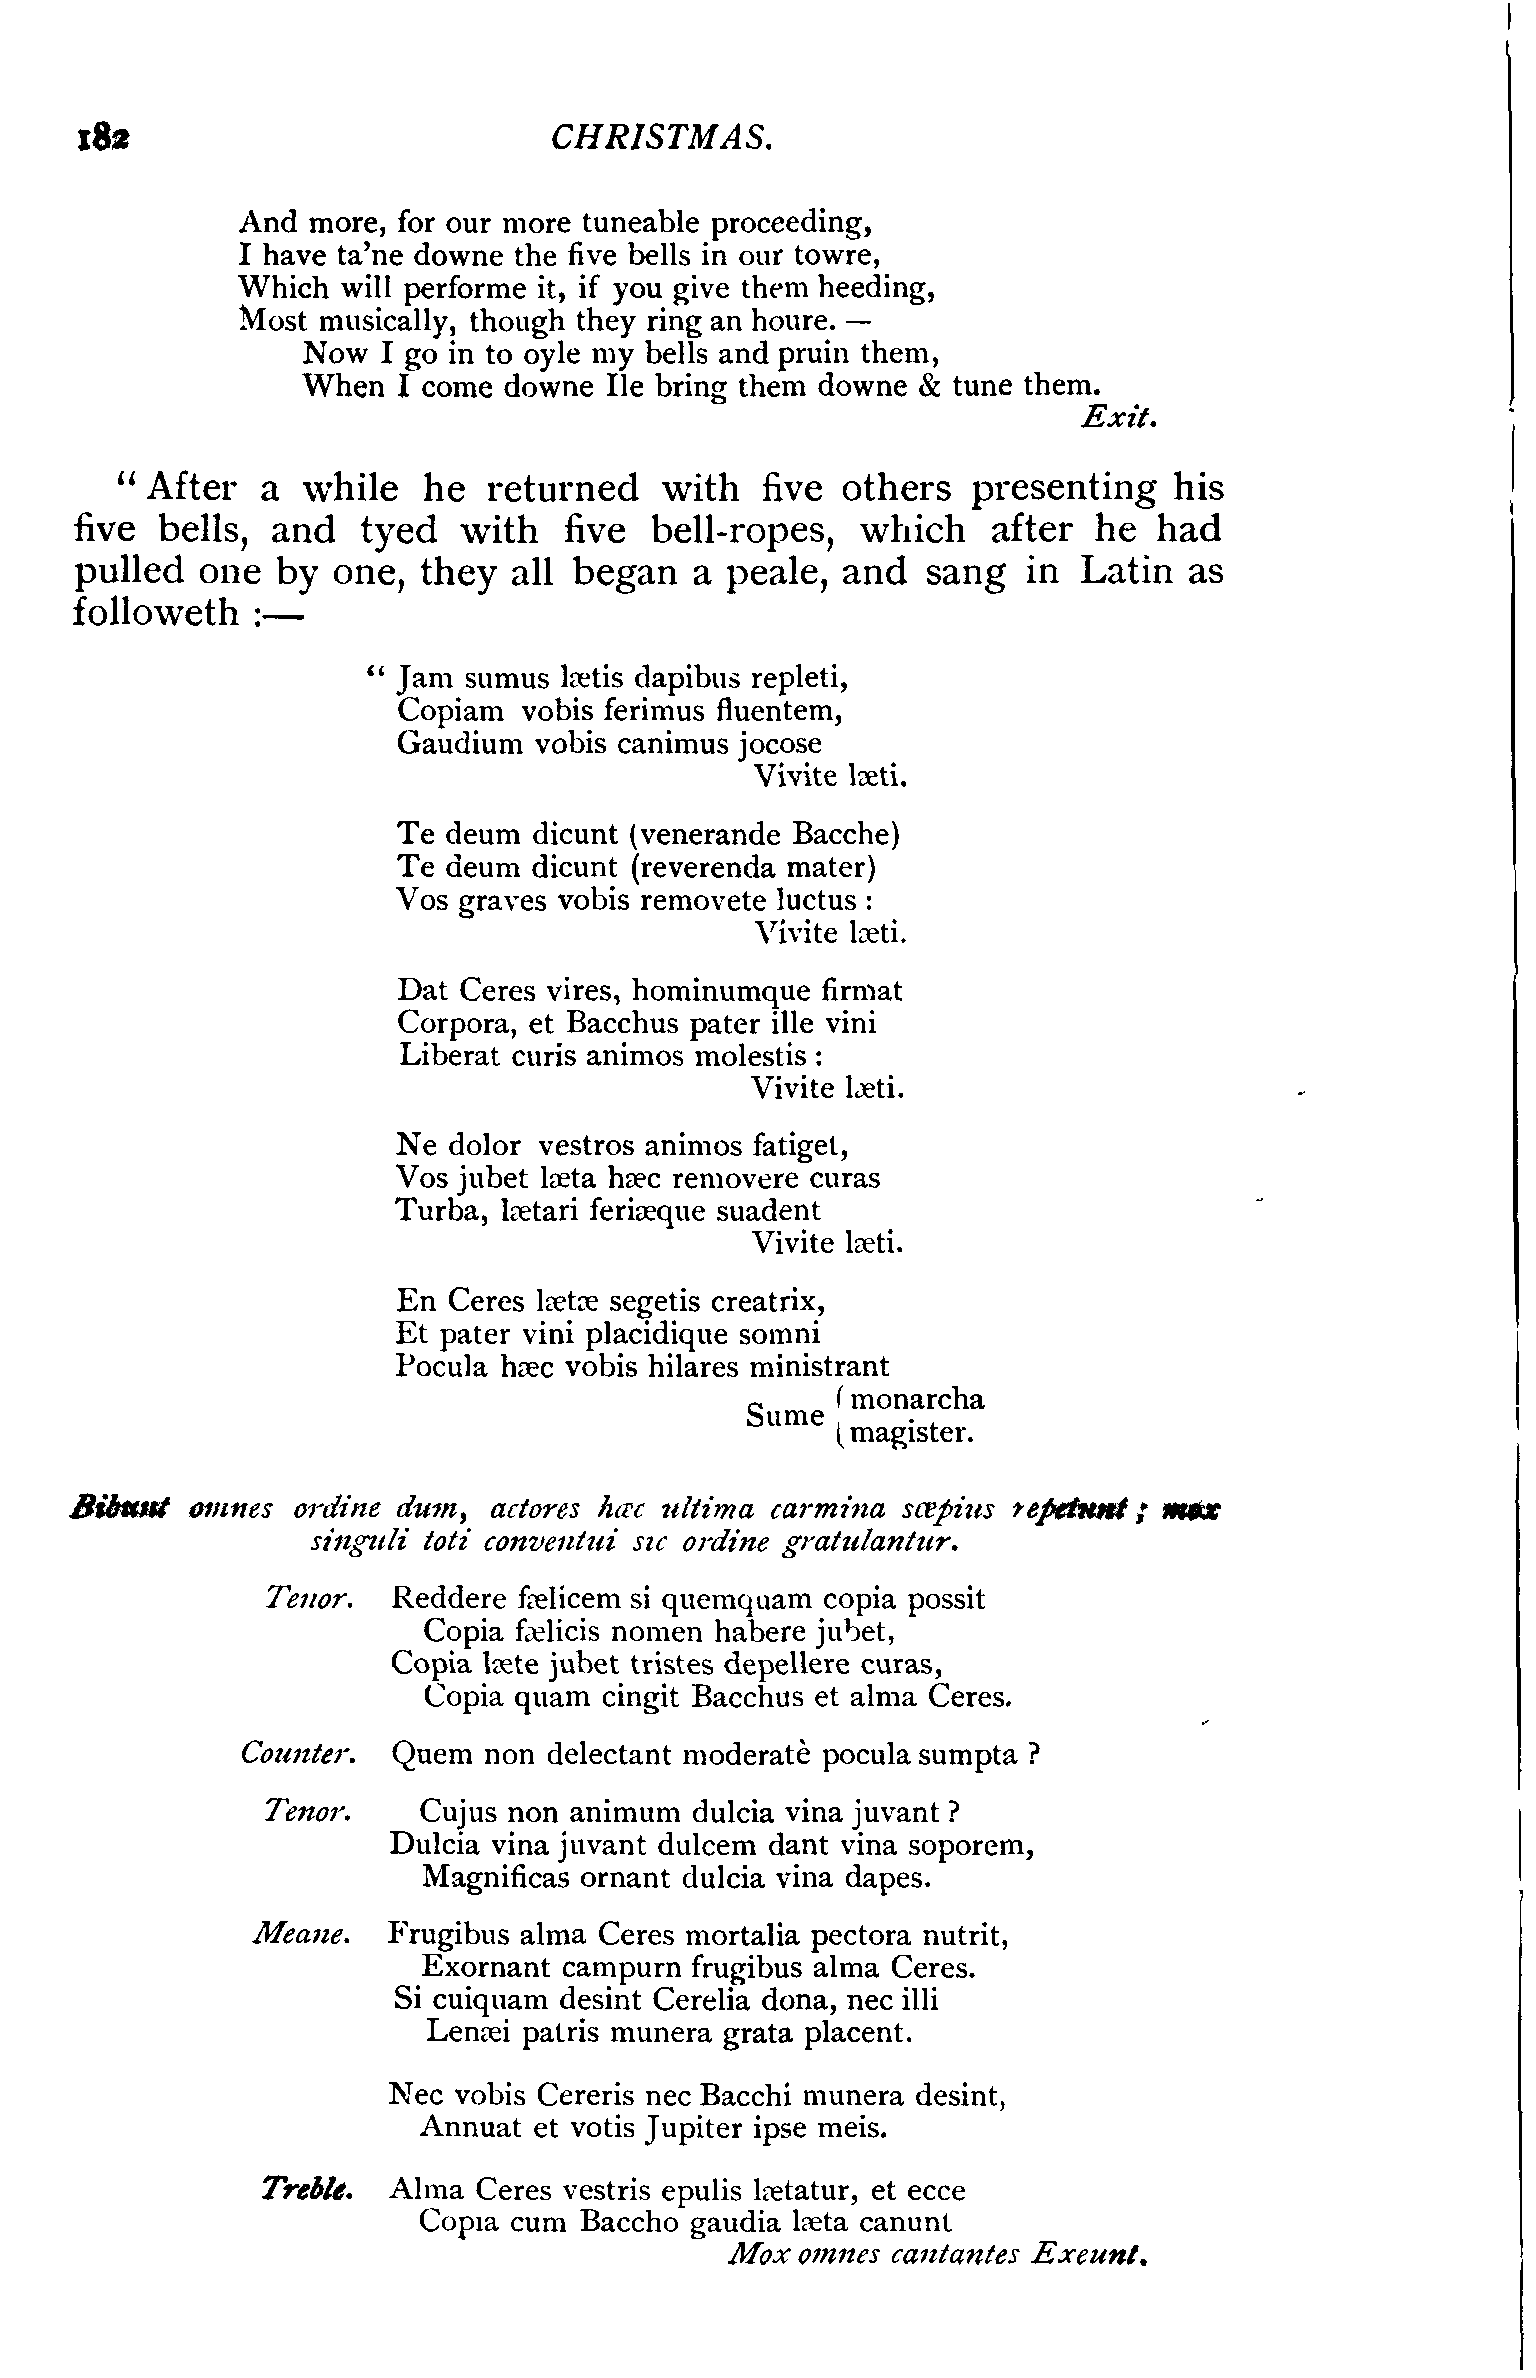 182 CHRISTMAS.
And more, for our more tuneable proceeding,
I have ta'ne downe the five bells in our towre,
Which will performe it, if you give them heeding,
Most musically, though they ring an houre. —
Now I go in to oyle my bells and pruin them,
When I come downe Ile bring them downe & tune them.
Exit.
“ After a while he returned with five others presenting his
five bells, and tyed with five bell-ropes, which after he had
pulled one by one, they all began a peale, and sang in Latin as
followeth :—
“ Jam sumus lætis dapibus repleti,
Copiam vobis ferimus fluentem,
Gaudium vobis canimus jocose
Vivite læti.
Te deum dicunt (venerande Bacche)
Te deum dicunt (reverenda mater)
Vos graves vobis removete luctus :
Vivite læti.
Dat Ceres vires, hominumque firmat
Corpora, et Bacchus pater ille vini
Liberat curis animos molestis :
Vivite læti.
Ne dolor vestros animos fatiget,
Vos jubet læta hæc removere curas
Turba, lætari feriæque suadent
Vivite læti.
En Ceres lætæ segetis creatrix,
Et pater vini placidique somni
Pocula hæc vobis hilares ministrant
Sume { monarcha
magister.
Bibunt omnes ordine dum, actores hæc ultima carmina sæpius repetunt ; mox
singuli toti conventui sic ordine gratulantur.
Tenor. Reddere fælicem si quemquam copia possit
Copia fælicis nomen habere jubet,
Copia læte jubet tristes depellere curas,
Copia quam cingit Bacchus et alma Ceres.
Counter. Quem non delectant moderatè pocula sumpta ?
Tenor. Cujus non animum dulcia vina juvant ?
Dulcia vina juvant dulcem dant vina soporem,
Magnificas ornant dulcia vina dapes.
Meane. Frugibus alma Ceres mortalia pectora nutrit,
Exornant campurn frugibus alma Ceres.
Si cuiquam desint Cerelia dona, nec illi
Lenæi patris munera grata placent.
Nec vobis Cereris nec Bacchi munera desint,
Annuat et votis Jupiter ipse meis.
Treble. Alma Ceres vestris epulis lætatur, et ecce
Copia cum Baccho gaudia læta canunt
Mox omnes cantantes Exeunt.